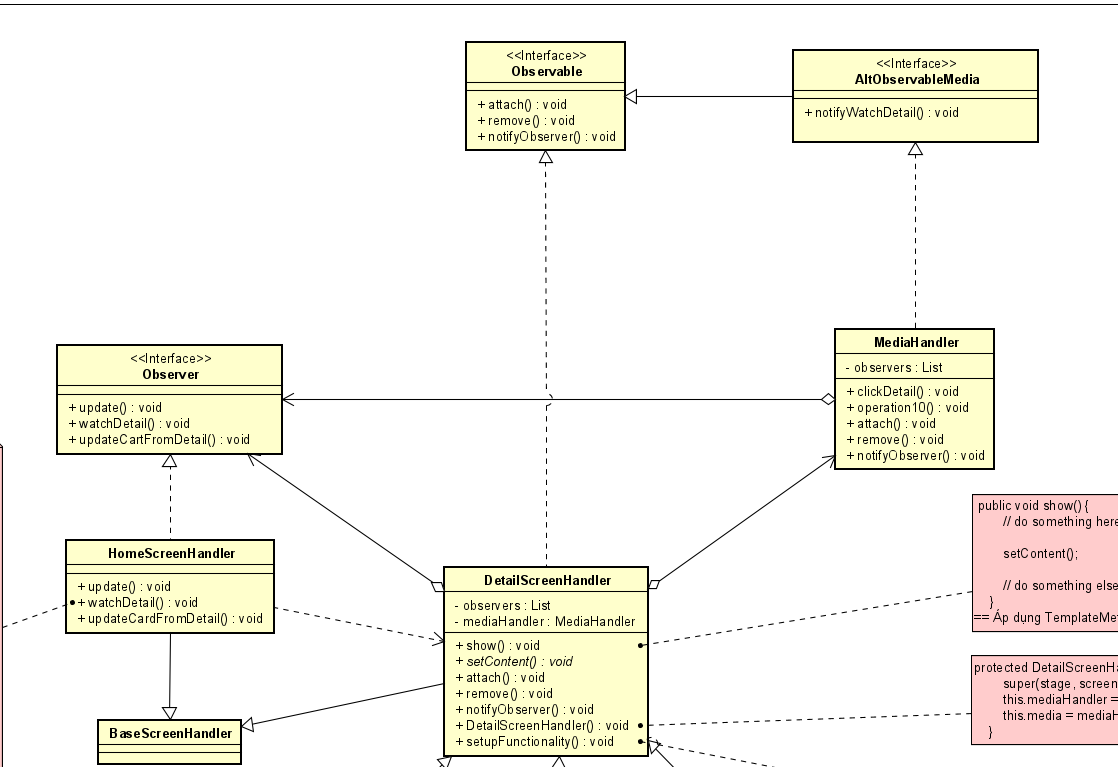 <<Interface>>
Observable
+ attach() : void
+ remove() : void
+ notifyObserver() : void
<<Interface>>
AltObservableMedia
+ notifyWatchDetail() : void
<<Interface>>
Observer
+ update() : void
+ watchDetail() : void
+ updateCartFromDetail() : void
MediaHandler
- observers : List
+ clickDetail() : void
+ operation10() : void
+ attach() : void
+ remove() : void
+ notifyObserver() : void
HomeScreenHandler
+ update() : void
+ watchDetail() : void
+ updateCardFromDetail() : void
DetailScreenHandler
- observers : List
- mediaHandler : MediaHandler
+ show() : void
+ setContent() : void
+ attach() : void
+ remove() : void
+ notifyObserver() : void
+ DetailScreenHandler() : void
+ setupFunctionality() : void
BaseScreenHandler
public void show() {
// do something here
setContent();
// do something else
}
== Áp dụng TemplateMe
protected DetailScreenHa
super(stage, screen
this.mediaHandler =
this.media = mediaH
}